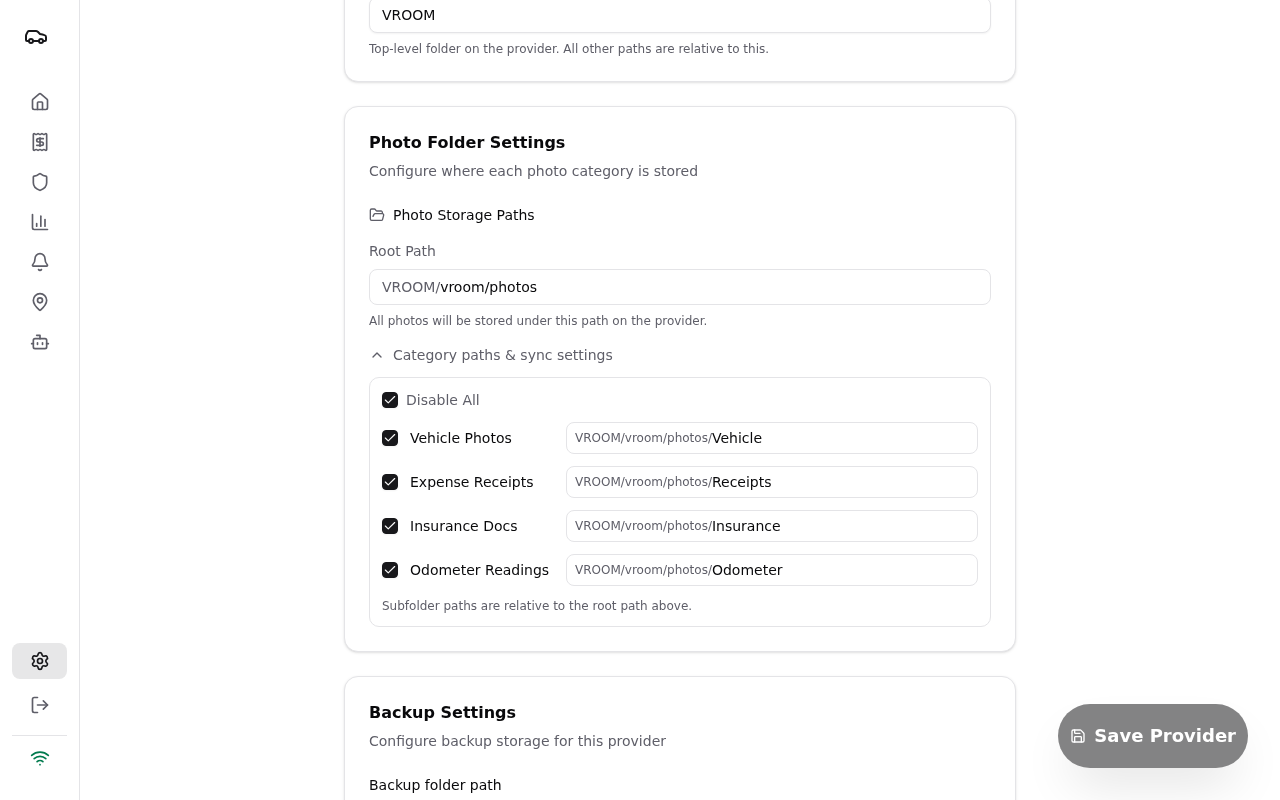 VROOM
Top-level folder on the provider. All other paths are relative to this.
Photo Folder Settings
Configure where each photo category is stored
Photo Storage Paths
Root Path
VROOM/vroom/photos
All photos will be stored under this path on the provider.
Category paths & sync settings
Disable All
Vehicle Photos VROOM/vroom/photos/Vehicle
Expense Receipts VROOM/vroom/photos/Receipts
Insurance Docs VROOM/vroom/photos/Insurance
Odometer Readings VROOM/vroom/photos/Odometer
Subfolder paths are relative to the root path above.
Backup Settings
Configure backup storage for this provider
Save Provider
Backup folder path